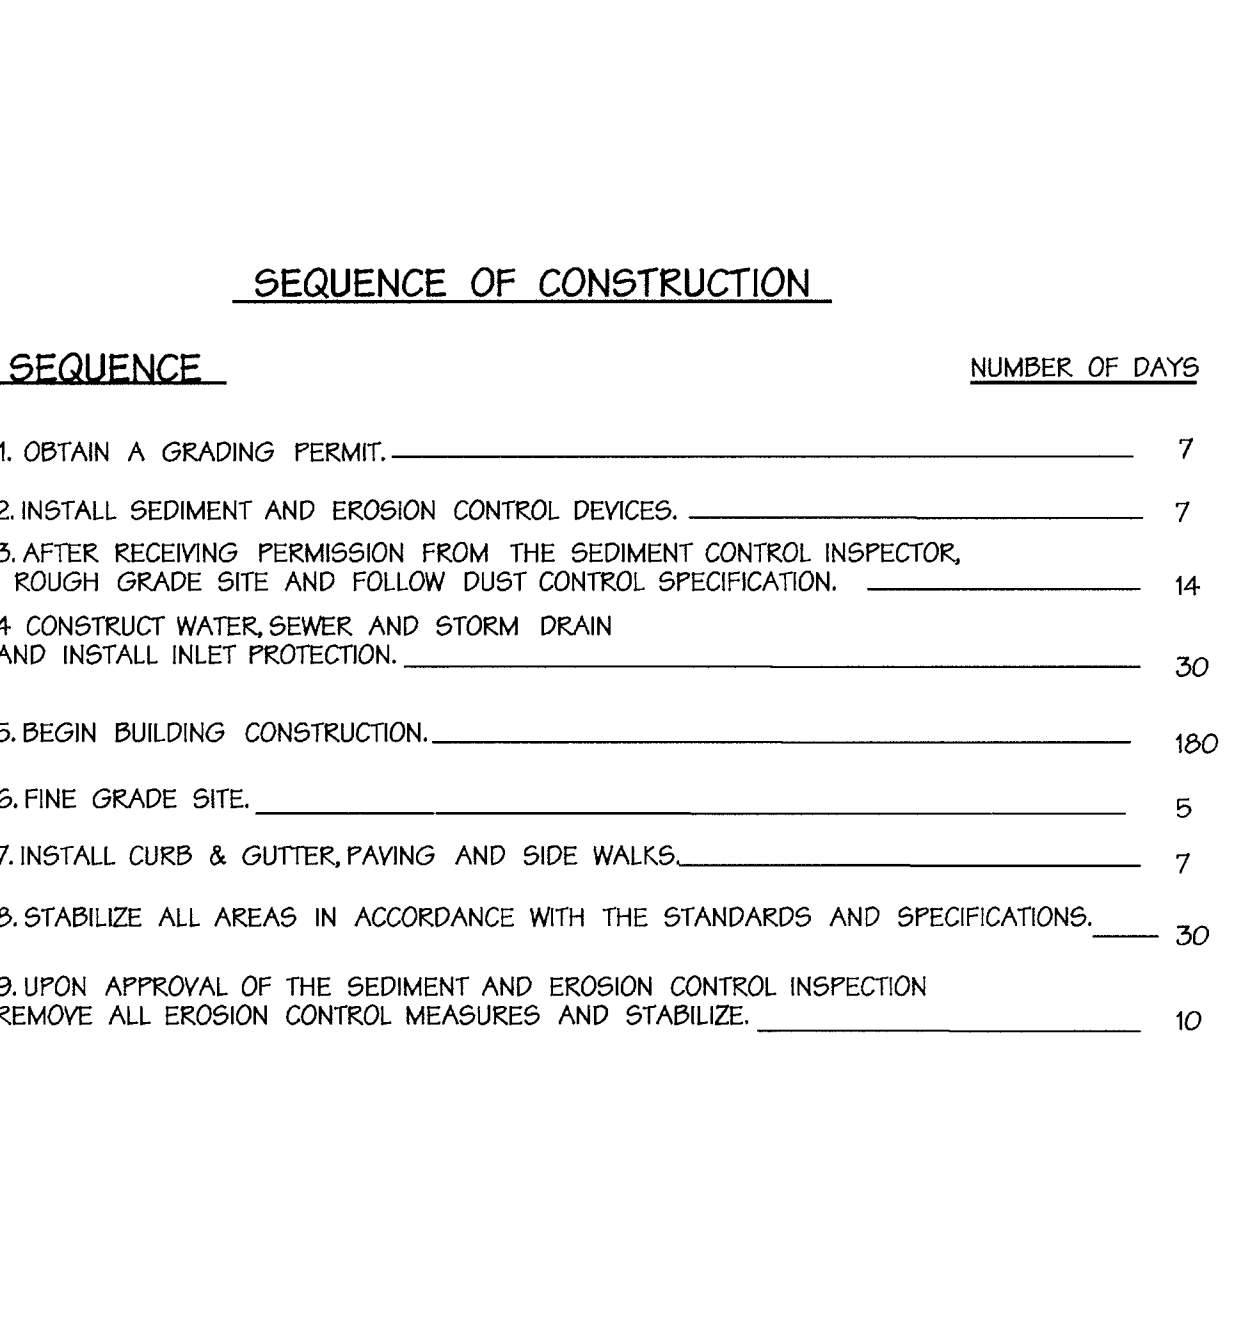 SEQUENCE OF CONSTRUCTION
SEQUENCE NUMBER OF DAYS
1. OBTAIN A GRADING PERMIT. 7
2. INSTALL SEDIMENT AND EROSION CONTROL DEVICES. 7
3. AFTER RECEIVING PERMISSION FROM THE SEDIMENT CONTROL INSPECTOR,
ROUGH GRADE SITE AND FOLLOW DUST CONTROL SPECIFICATION. 14
4 CONSTRUCT WATER, SEWER AND STORM DRAIN
AND INSTALL INLET PROTECTION. 30
5. BEGIN BUILDING CONSTRUCTION. 180
6. FINE GRADE SITE. 5
7. INSTALL CURB & GUTTER, PAVING AND SIDE WALKS. 7
8. STABILIZE ALL AREAS IN ACCORDANCE WITH THE STANDARDS AND SPECIFICATIONS. 30
9. UPON APPROVAL OF THE SEDIMENT AND EROSION CONTROL INSPECTION
REMOVE ALL EROSION CONTROL MEASURES AND STABILIZE. 10